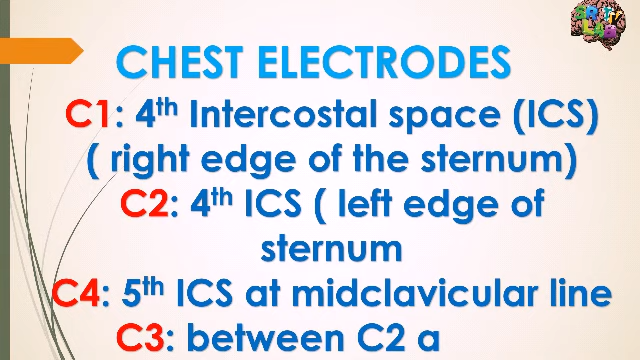 CHEST ELECTRODES
C1: 4th Intercostal space (ICS)
( right edge of the sternum)
C2: 4th ICS ( left edge of
sternum
C4: 5th ICS at midclavicular line
C3: between C2 a